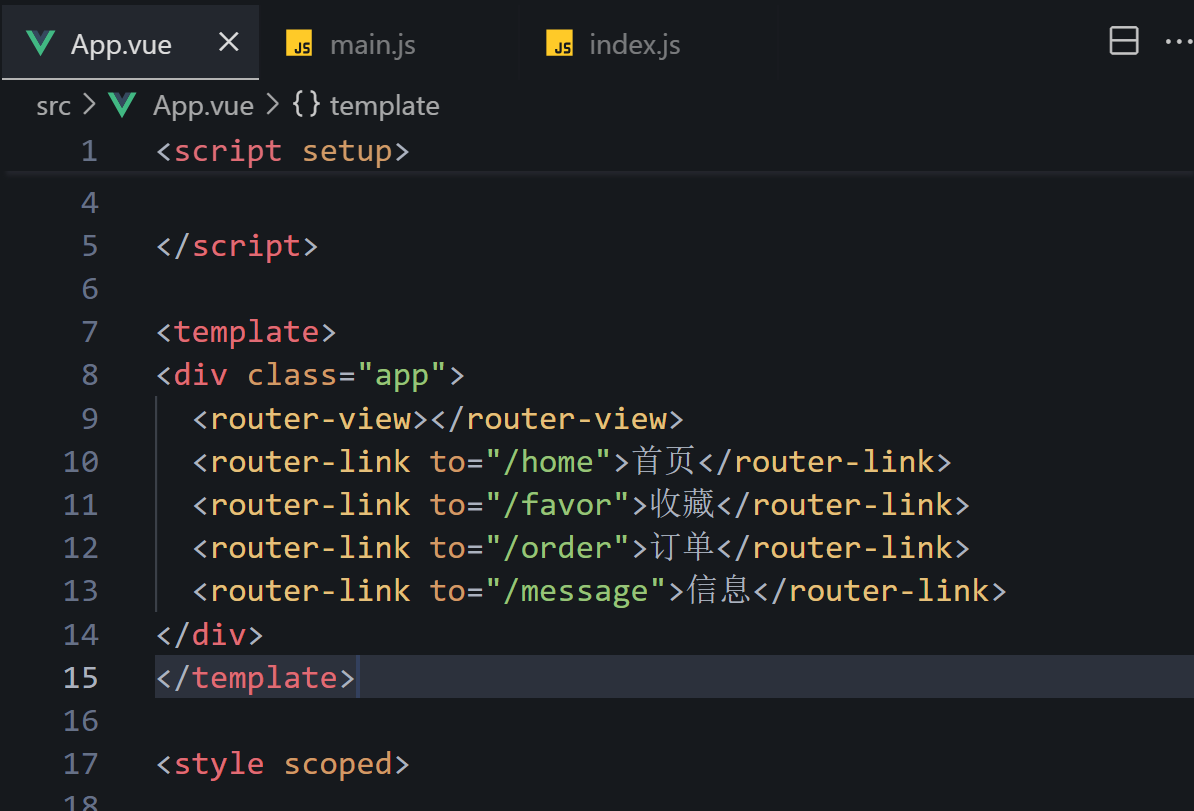 App.vue main.js index.js
src > App.vue > {} template
1 <script setup>
4
5 </script>
6
7 <template>
8 <div class="app">
9   <router-view></router-view>
10   <router-link to="/home">首页</router-link>
11   <router-link to="/favor">收藏</router-link>
12   <router-link to="/order">订单</router-link>
13   <router-link to="/message">信息</router-link>
14 </div>
15 </template>
16
17 <style scoped>
18